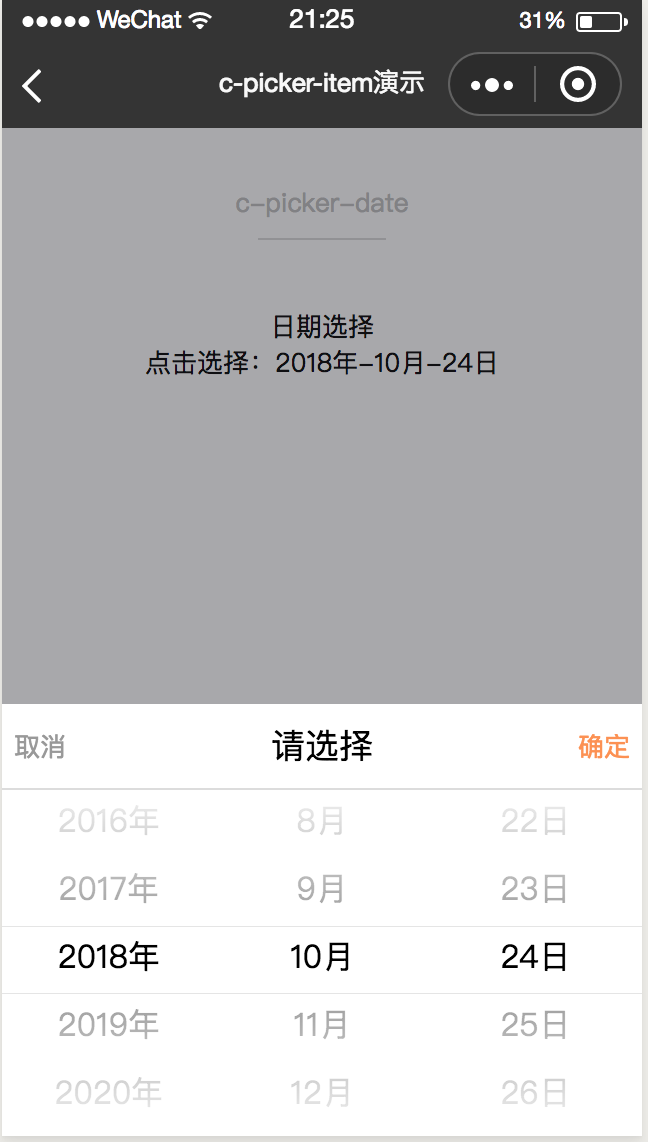 ●●●●● WeChat 21:25 31%
c-picker-item演示
c-picker-date
日期选择
点击选择：2018年-10月-24日
取消 请选择 确定
2016年 8月 22日
2017年 9月 23日
2018年 10月 24日
2019年 11月 25日
2020年 12月 26日